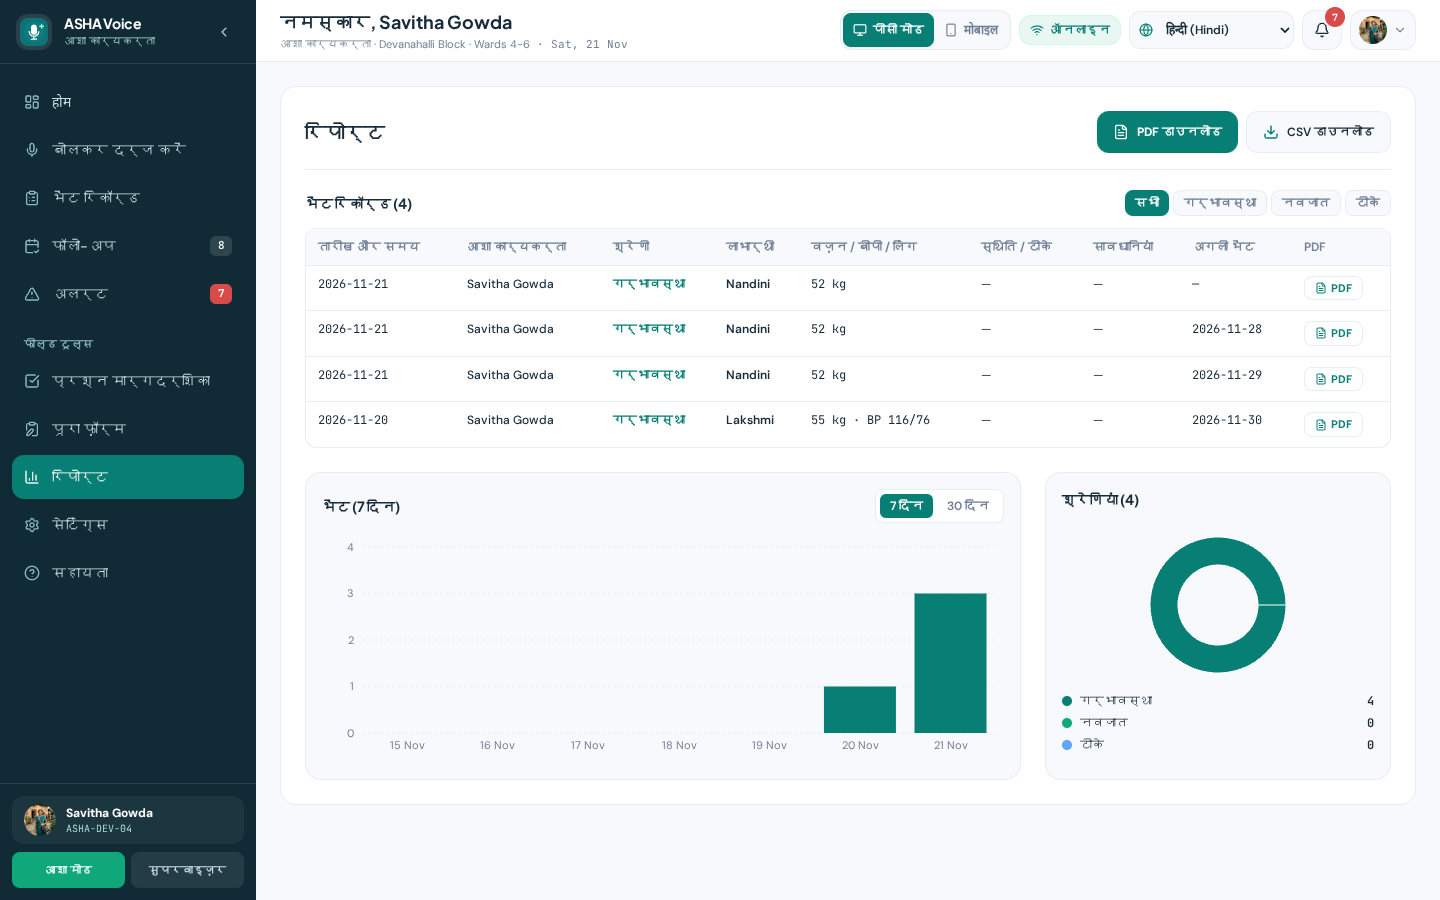 ASHA Voice
आशा कार्यकर्ता
होम
बोलकर दर्ज करें
भेंट रिकॉर्ड
फॉलो-अप 8
अलर्ट 7
फील्ड टूल्स
प्रश्न मार्गदर्शिका
पूरा फ़ॉर्म
रिपोर्ट
सेटिंग्स
सहायता
Savitha Gowda
ASHA-DEV-04
आशा मोड
सुपरवाइज़र
नमस्कार, Savitha Gowda
आशा कार्यकर्ता · Devanahalli Block · Wards 4-6 · Sat, 21 Nov
पीसी मोड
मोबाइल
ऑनलाइन
हिन्दी (Hindi)
7
रिपोर्ट
PDF डाउनलोड
CSV डाउनलोड
भेंट रिकॉर्ड (4)
सभी गर्भावस्था नवजात टीके
तारीख और समय आशा कार्यकर्ता श्रेणी लाभार्थी वज़न / बीपी / लिंग स्थिति / टीके सावधानियां अगली भेंट PDF
2026-11-21 Savitha Gowda गर्भावस्था Nandini 52 kg — — — PDF
2026-11-21 Savitha Gowda गर्भावस्था Nandini 52 kg — — 2026-11-28 PDF
2026-11-21 Savitha Gowda गर्भावस्था Nandini 52 kg — — 2026-11-29 PDF
2026-11-20 Savitha Gowda गर्भावस्था Lakshmi 55 kg · BP 116/76 — — 2026-11-30 PDF
भेंट (7 दिन)
7 दिन 30 दिन
4
3
2
1
0
15 Nov 16 Nov 17 Nov 18 Nov 19 Nov 20 Nov 21 Nov
श्रेणियां (4)
गर्भावस्था 4
नवजात 0
टीके 0